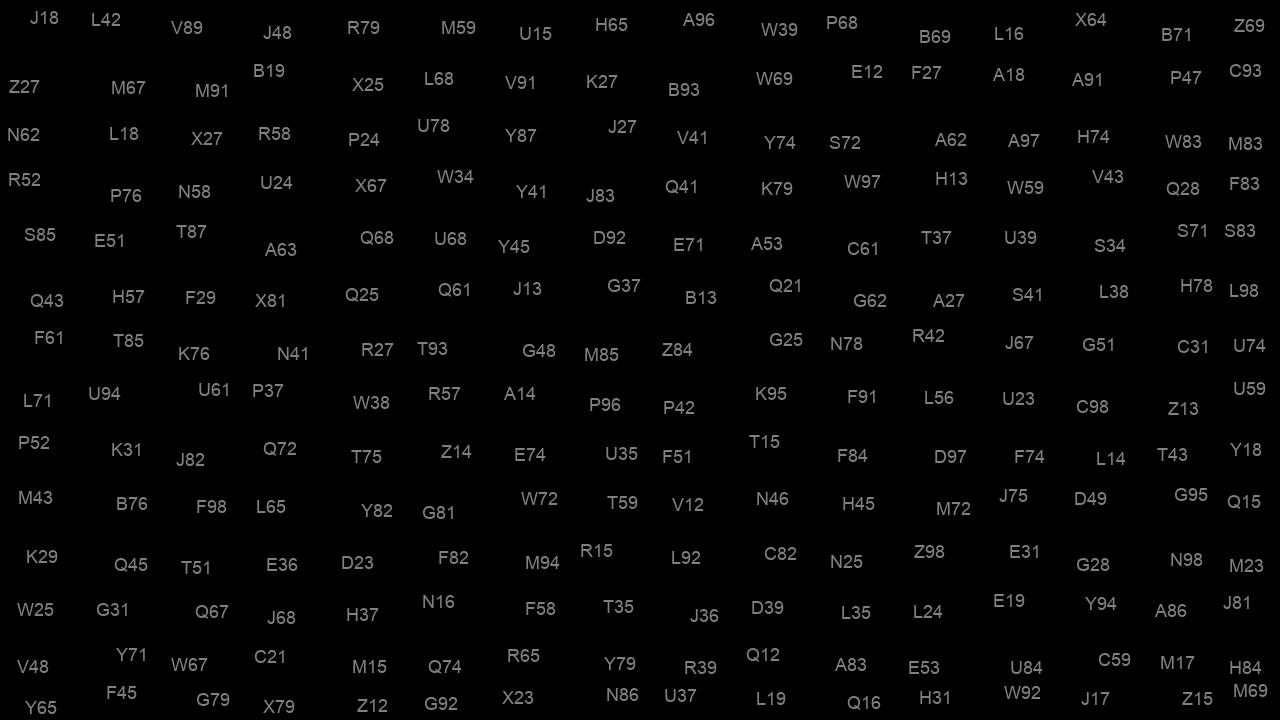 J18 L42 V89 J48 R79 M59 U15 H65 A96 W39 P68 B69 L16 X64 B71 Z69
Z27 M67 M91 B19 X25 L68 V91 K27 B93 W69 E12 F27 A18 A91 P47 C93
N62 L18 X27 R58 P24 U78 Y87 J27 V41 Y74 S72 A62 A97 H74 W83 M83
R52 P76 N58 U24 X67 W34 Y41 J83 Q41 K79 W97 H13 W59 V43 Q28 F83
S85 E51 T87 A63 Q68 U68 Y45 D92 E71 A53 C61 T37 U39 S34 S71 S83
Q43 H57 F29 X81 Q25 Q61 J13 G37 B13 Q21 G62 A27 S41 L38 H78 L98
F61 T85 K76 N41 R27 T93 G48 M85 Z84 G25 N78 R42 J67 G51 C31 U74
L71 U94 U61 P37 W38 R57 A14 P96 P42 K95 F91 L56 U23 C98 Z13 U59
P52 K31 J82 Q72 T75 Z14 E74 U35 F51 T15 F84 D97 F74 L14 T43 Y18
M43 B76 F98 L65 Y82 G81 W72 T59 V12 N46 H45 M72 J75 D49 G95 Q15
K29 Q45 T51 E36 D23 F82 M94 R15 L92 C82 N25 Z98 E31 G28 N98 M23
W25 G31 Q67 J68 H37 N16 F58 T35 J36 D39 L35 L24 E19 Y94 A86 J81
V48 Y71 W67 C21 M15 Q74 R65 Y79 R39 Q12 A83 E53 U84 C59 M17 H84
Y65 F45 G79 X79 Z12 G92 X23 N86 U37 L19 Q16 H31 W92 J17 Z15 M69